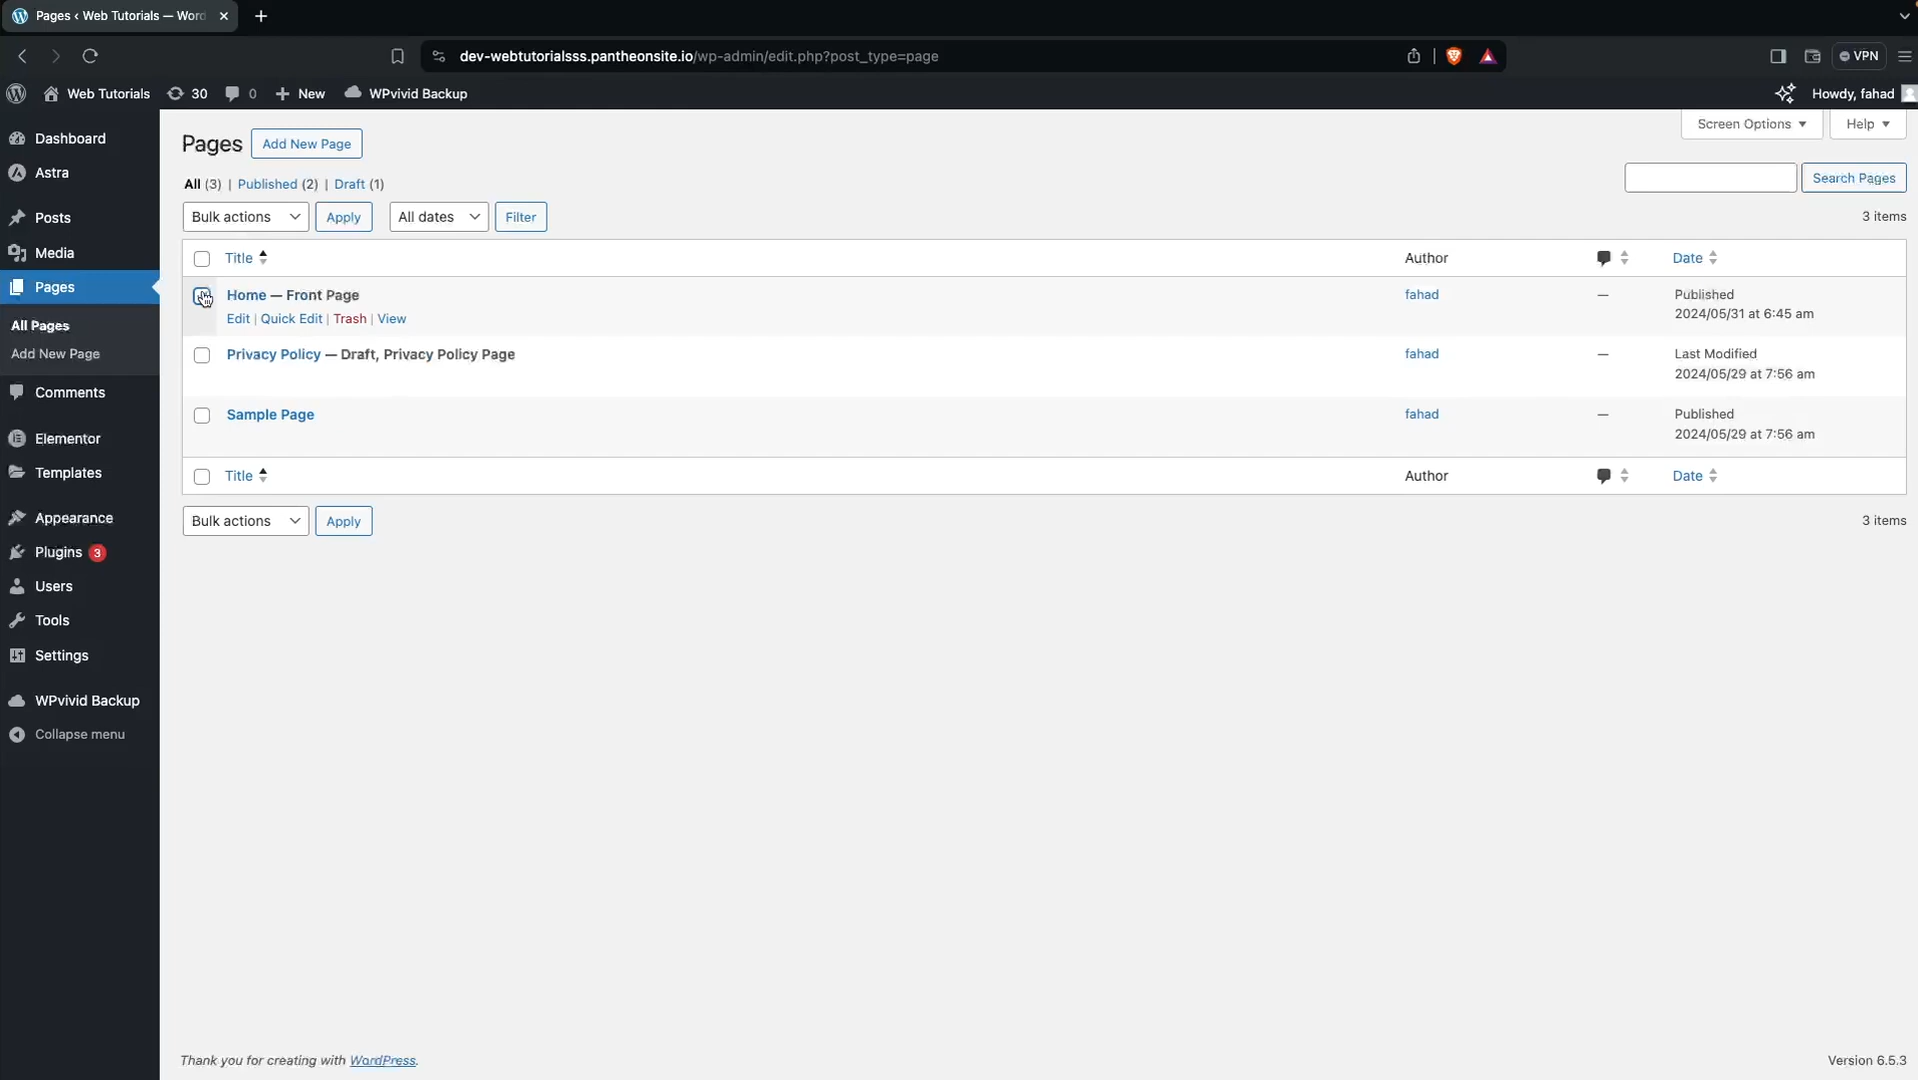 Pages ‹ Web Tutorials — Word
dev-webtutorialsss.pantheonsite.io/wp-admin/edit.php?post_type=page
VPN
Web Tutorials 30 0 New WPvivid Backup
Howdy, fahad
Dashboard
Astra
Posts
Media
Pages
All Pages
Add New Page
Comments
Elementor
Templates
Appearance
Plugins 3
Users
Tools
Settings
WPvivid Backup
Collapse menu
Screen Options Help
Pages Add New Page
All (3) | Published (2) | Draft (1)
Search Pages
Bulk actions Apply All dates Filter
3 items
Title Author Date
Home — Front Page fahad — Published
2024/05/31 at 6:45 am
Edit | Quick Edit | Trash | View
Privacy Policy — Draft, Privacy Policy Page fahad — Last Modified
2024/05/29 at 7:56 am
Sample Page fahad — Published
2024/05/29 at 7:56 am
Title Author Date
Bulk actions Apply
3 items
Thank you for creating with WordPress.
Version 6.5.3